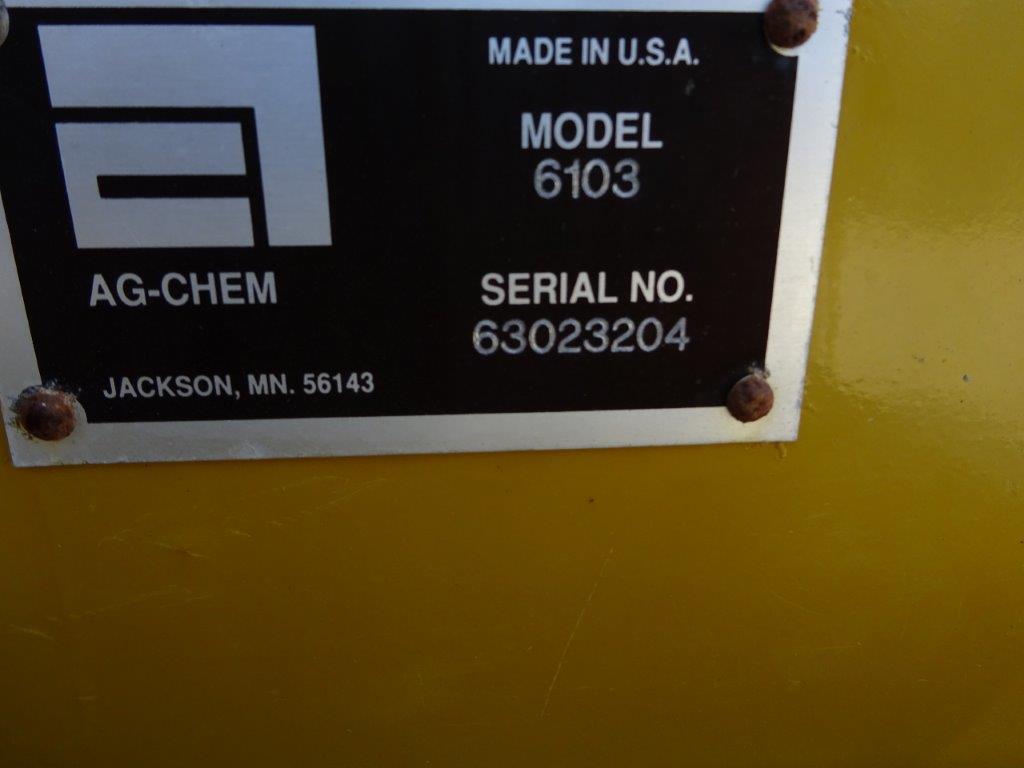 MADE IN U.S.A.
MODEL
6103
AG-CHEM
SERIAL NO.
63023204
JACKSON, MN. 56143